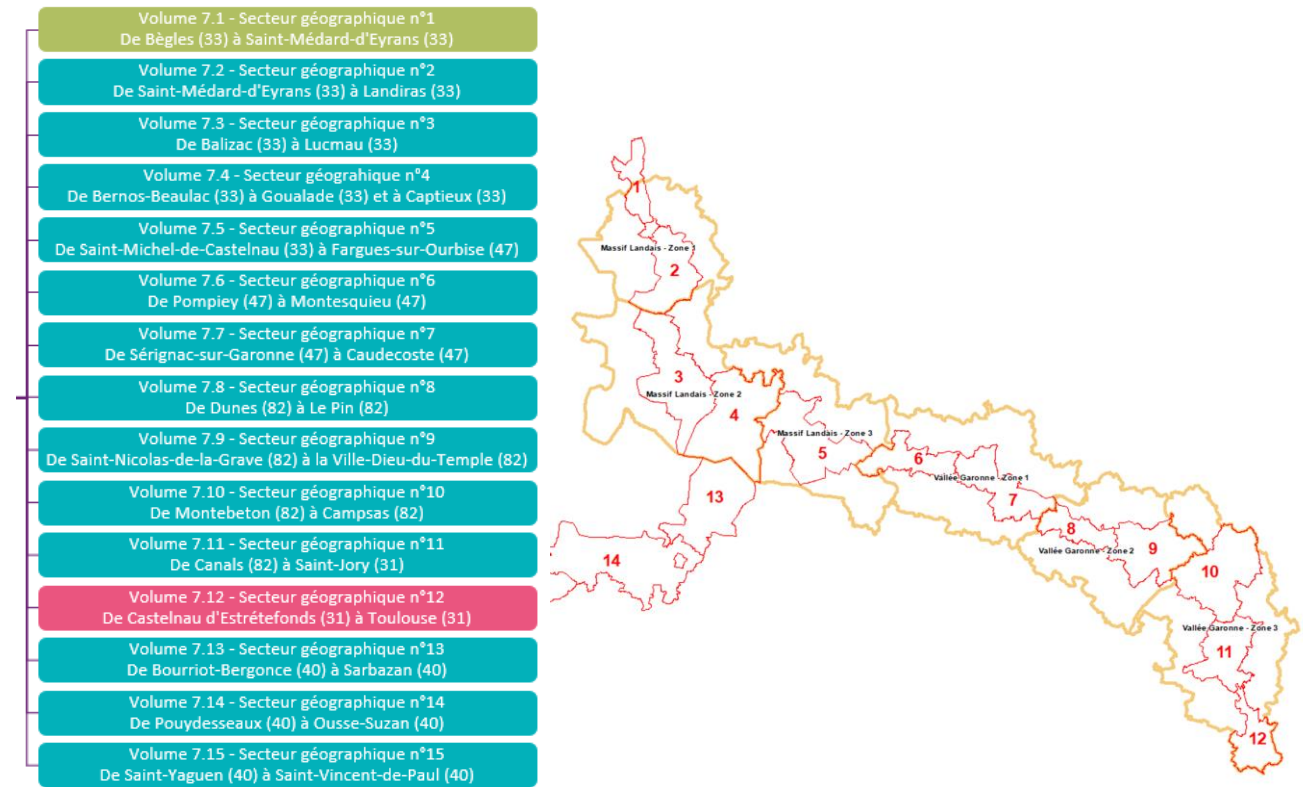 Volume 7.1 - Secteur géographique n°1
De Bègles (33) à Saint-Médard-d'Eyrans (33)
Volume 7.2 - Secteur géographique n°2
De Saint-Médard-d'Eyrans (33) à Landiras (33)
Volume 7.3 - Secteur géographique n°3
De Balizac (33) à Lucmau (33)
Volume 7.4 - Secteur géograhique n°4
De Bernos-Beaulac (33) à Goualade (33) et à Captieux (33)
Volume 7.5 - Secteur géographique n°5
De Saint-Michel-de-Castelnau (33) à Fargues-sur-Ourbise (47)
Volume 7.6 - Secteur géographique n°6
De Pompiey (47) à Montesquieu (47)
Volume 7.7 - Secteur géographique n°7
De Sérignac-sur-Garonne (47) à Caudecoste (47)
Volume 7.8 - Secteur géographique n°8
De Dunes (82) à Le Pin (82)
Volume 7.9 - Secteur géographique n°9
De Saint-Nicolas-de-la-Grave (82) à la Ville-Dieu-du-Temple (82)
Volume 7.10 - Secteur géographique n°10
De Montebeton (82) à Campsas (82)
Volume 7.11 - Secteur géographique n°11
De Canals (82) à Saint-Jory (31)
Volume 7.12 - Secteur géographique n°12
De Castelnau d'Estrétefonds (31) à Toulouse (31)
Volume 7.13 - Secteur géographique n°13
De Bourriot-Bergonce (40) à Sarbazan (40)
Volume 7.14 - Secteur géographique n°14
De Pouydesseaux (40) à Ousse-Suzan (40)
Volume 7.15 - Secteur géographique n°15
De Saint-Yaguen (40) à Saint-Vincent-de-Paul (40)
1
Massif Landais - Zone 1
2
3
Massif Landais - Zone 2
4
Massif Landais - Zone 3
5
6
Vallée Garonne - Zone 1
7
13
8
Vallée Garonne - Zone 2
9
14
10
Vallée Garonne - Zone 3
11
12